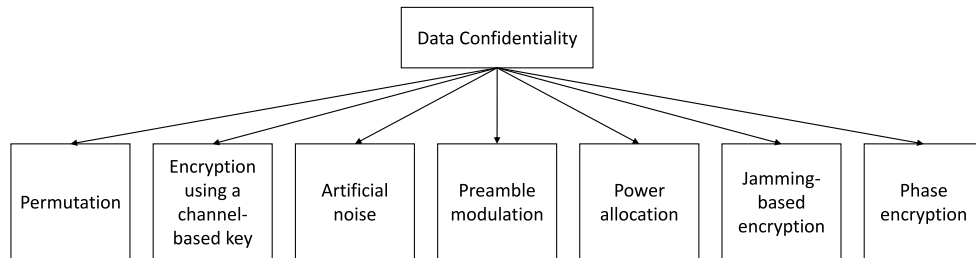 Data Confidentiality
Permutation
Encryption
using a
channel-
based key
Artificial
noise
Preamble
modulation
Power
allocation
Jamming-
based
encryption
Phase
encryption